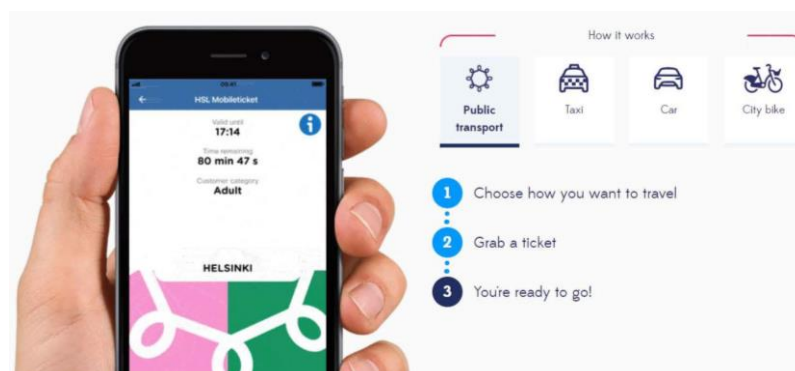 09:41
HSL Mobileticket
Valid until
17:14
Time remaining
80 min 47 s
Customer category
Adult
HELSINKI
How it works
Public
transport
Taxi
Car
City bike
1 Choose how you want to travel
2 Grab a ticket
3 You're ready to go!